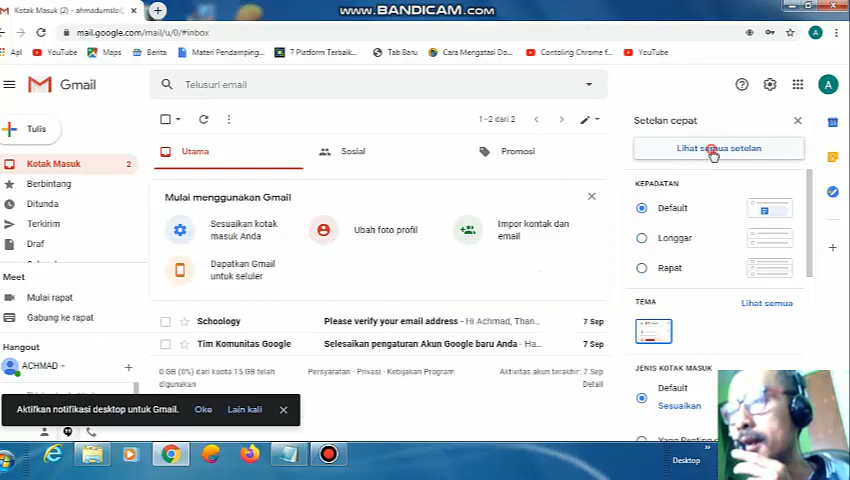 www.BANDICAM.com
Kotak Masuk (2) - ahmadumslo@
mail.google.com/mail/u/0/#inbox
Apl
YouTube
Maps
Berita
Materi Pendamping...
7 Platform Terbaik...
Tab Baru
Cara Mengatasi Do...
Contoling Chrome f...
YouTube
Gmail
Telusuri email
A
Tulis
1–2 dari 2
Setelan cepat
Lihat semua setelan
Kotak Masuk 2
Berbintang
Ditunda
Terkirim
Draf
Meet
Mulai rapat
Gabung ke rapat
Hangout
ACHMAD
Utama
Sosial
Promosi
Mulai menggunakan Gmail
Sesuaikan kotak
masuk Anda
Ubah foto profil
Impor kontak dan
email
Dapatkan Gmail
untuk seluler
Schoology Please verify your email address - Hi Achmad, Than... 7 Sep
Tim Komunitas Google Selesaikan pengaturan Akun Google baru Anda - Ha... 7 Sep
0 GB (0%) dari kuota 15 GB telah
digunakan
Persyaratan · Privasi · Kebijakan Program
Aktivitas akun terakhir: 7 Sep
Detail
KEPADATAN
Default
Longgar
Rapat
TEMA
Lihat semua
JENIS KOTAK MASUK
Default
Sesuaikan
Aktifkan notifikasi desktop untuk Gmail. Oke Lain kali
Desktop